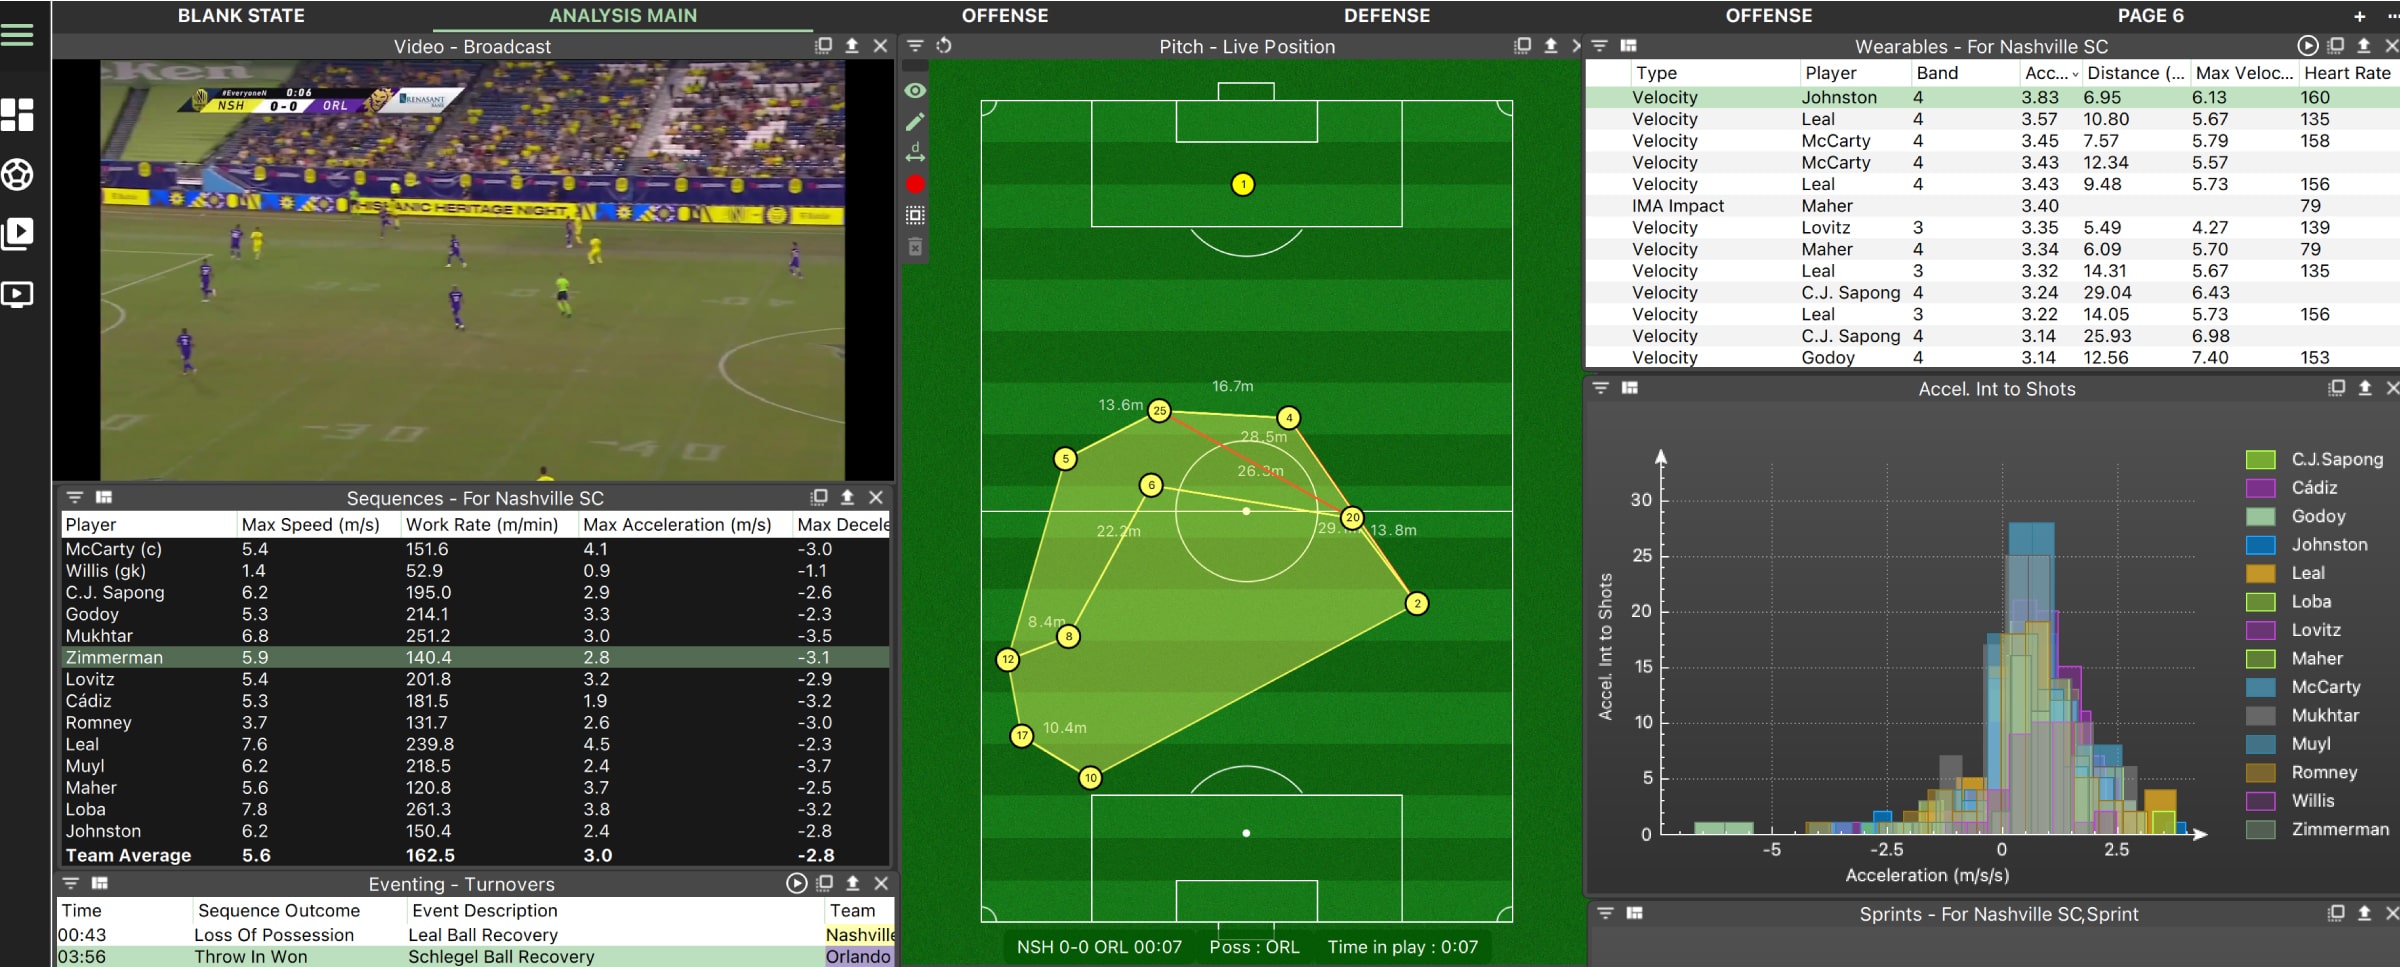 BLANK STATE
ANALYSIS MAIN
OFFENSE
DEFENSE
OFFENSE
PAGE 6
Video - Broadcast
#EveryoneN 0:06
NSH 0-0 ORL
RENASANT
HISPANIC HERITAGE NIGHT
-30
-40
Sequences - For Nashville SC
Player Max Speed (m/s) Work Rate (m/min) Max Acceleration (m/s) Max Decele
McCarty (c) 5.4 151.6 4.1 -3.0
Willis (gk) 1.4 52.9 0.9 -1.1
C.J. Sapong 6.2 195.0 2.9 -2.6
Godoy 5.3 214.1 3.3 -2.3
Mukhtar 6.8 251.2 3.0 -3.5
Zimmerman 5.9 140.4 2.8 -3.1
Lovitz 5.4 201.8 3.2 -2.9
Cádiz 5.3 181.5 1.9 -3.2
Romney 3.7 131.7 2.6 -3.0
Leal 7.6 239.8 4.5 -2.3
Muyl 6.2 218.5 2.4 -3.7
Maher 5.6 120.8 3.7 -2.5
Loba 7.8 261.3 3.8 -3.2
Johnston 6.2 150.4 2.4 -2.8
Team Average 5.6 162.5 3.0 -2.8
Eventing - Turnovers
Time Sequence Outcome Event Description Team
00:43 Loss Of Possession Leal Ball Recovery Nashville
03:56 Throw In Won Schlegel Ball Recovery Orlando
Pitch - Live Position
d
1
16.7m
13.6m 25 4
28.5m
5
26.3m
6
20
22.2m 13.8m
2
8.4m
8
12
10.4m
17
10
NSH 0-0 ORL 00:07 Poss : ORL Time in play : 0:07
Wearables - For Nashville SC
Type Player Band Acc... Distance (... Max Veloc... Heart Rate
Velocity Johnston 4 3.83 6.95 6.13 160
Velocity Leal 4 3.57 10.80 5.67 135
Velocity McCarty 4 3.45 7.57 5.79 158
Velocity McCarty 4 3.43 12.34 5.57
Velocity Leal 4 3.43 9.48 5.73 156
IMA Impact Maher 3.40 79
Velocity Lovitz 3 3.35 5.49 4.27 139
Velocity Maher 4 3.34 6.09 5.70 79
Velocity Leal 3 3.32 14.31 5.67 135
Velocity C.J. Sapong 4 3.24 29.04 6.43
Velocity Leal 3 3.22 14.05 5.73 156
Velocity C.J. Sapong 4 3.14 25.93 6.98
Velocity Godoy 4 3.14 12.56 7.40 153
Accel. Int to Shots
Accel. Int to Shots
30
25
20
15
10
5
0
-5 -2.5 0 2.5
Acceleration (m/s/s)
C.J.Sapong
Cádiz
Godoy
Johnston
Leal
Loba
Lovitz
Maher
McCarty
Mukhtar
Muyl
Romney
Willis
Zimmerman
Sprints - For Nashville SC,Sprint